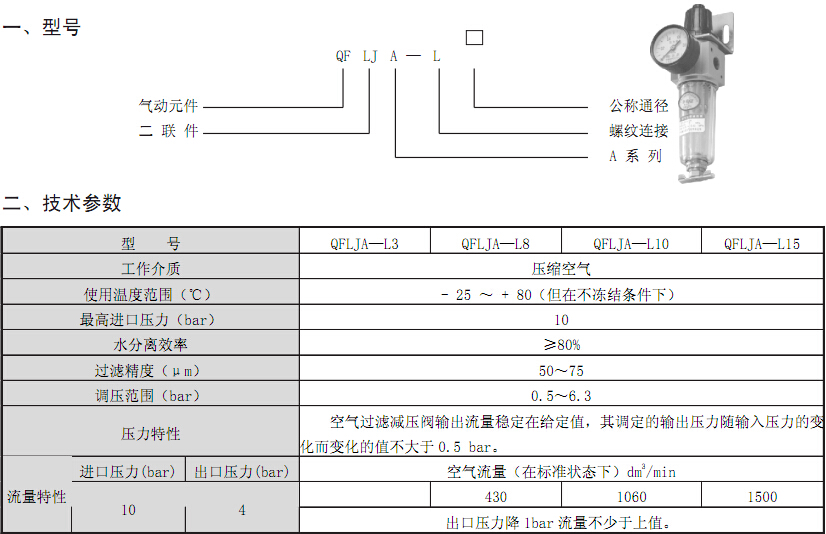 一、型号
QF LJ A — L □
气动元件
公称通径
二 联 件
螺纹连接
A 系 列
二、技术参数
型 号 QFLJA—L3 QFLJA—L8 QFLJA—L10 QFLJA—L15
工作介质 压缩空气
使用温度范围（℃） - 25 ～ + 80（但在不冻结条件下）
最高进口压力（bar） 10
水分离效率 ≥80%
过滤精度（μm） 50～75
调压范围（bar） 0.5～6.3
压力特性 空气过滤减压阀输出流量稳定在给定值，其调定的输出压力随输入压力的变
化而变化的值不大于0.5 bar。
流量特性 进口压力(bar) 出口压力(bar) 空气流量（在标准状态下）dm³/min
10 4 430 1060 1500
出口压力降1bar流量不少于上值。